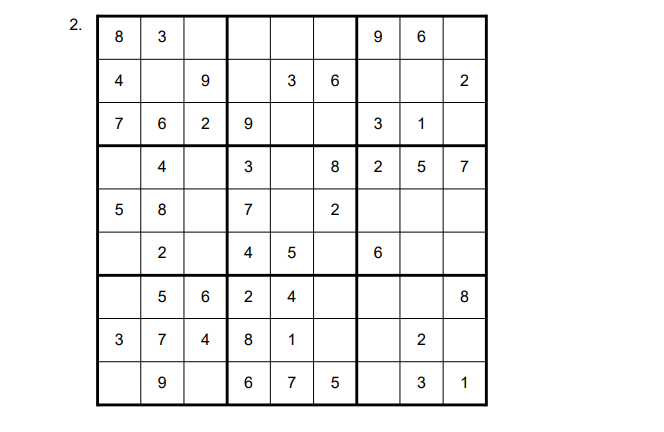 2.
8 3 9 6
4 9 3 6 2
7 6 2 9 3 1
4 3 8 2 5 7
5 8 7 2
2 4 5 6
5 6 2 4 8
3 7 4 8 1 2
9 6 7 5 3 1